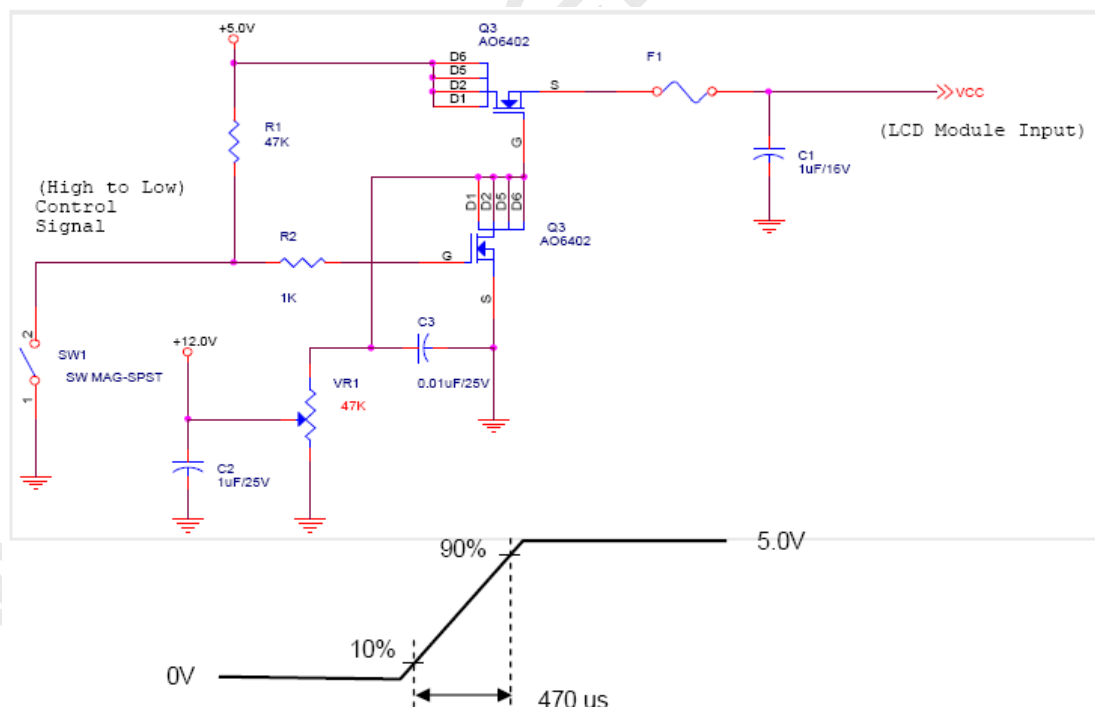 +5.0V
Q3
AO6402
D6
D5
D2
D1
S
G
F1
VCC
(LCD Module Input)
R1
47K
C1
1uF/16V
(High to Low)
Control
Signal
D1
D2
D5
D6
Q3
AO6402
R2
1K
G
S
2
1
SW1
SW MAG-SPST
+12.0V
C3
0.01uF/25V
VR1
47K
C2
1uF/25V
90%
5.0V
10%
0V
470 us